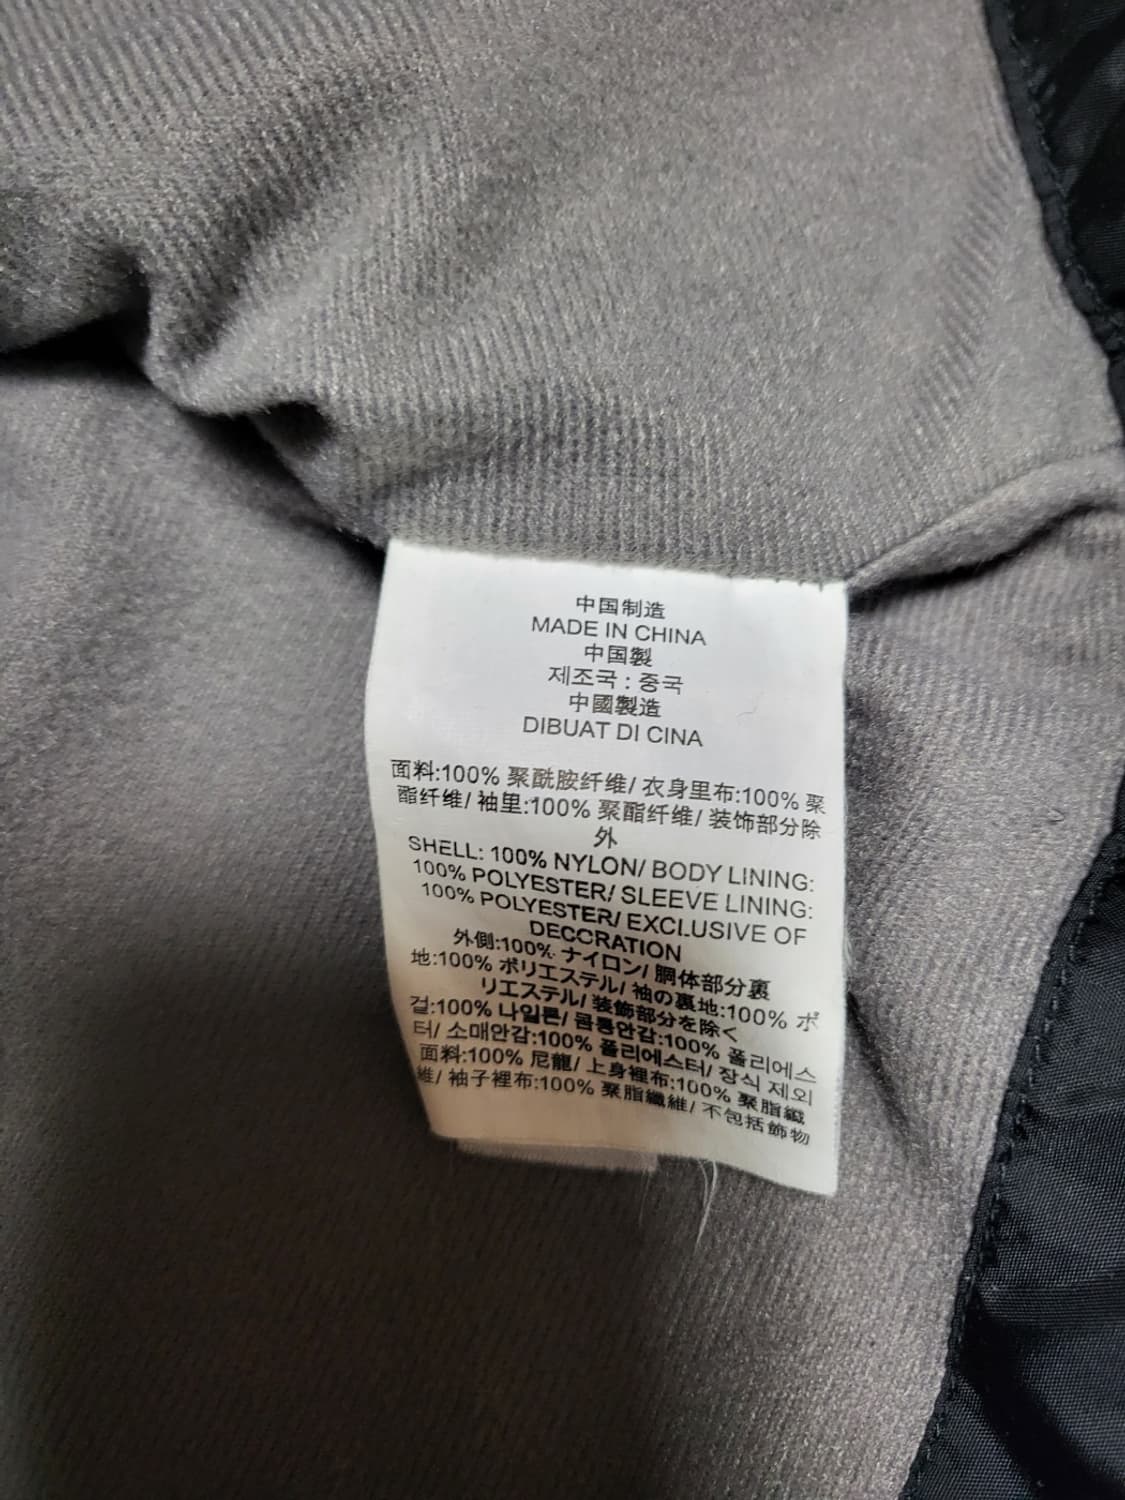 中国制造
MADE IN CHINA
中国製
제조국 : 중국
中國製造
DIBUAT DI CINA
面料:100% 聚酰胺纤维/ 衣身里布:100% 聚
酯纤维/ 袖里:100% 聚酯纤维/ 装饰部分除
外
SHELL: 100% NYLON/ BODY LINING:
100% POLYESTER/ SLEEVE LINING:
100% POLYESTER/ EXCLUSIVE OF
DECORATION
外側:100% ナイロン/ 胴体部分裏
地:100% ポリエステル/ 袖の裏地:100% ポ
リエステル/ 装飾部分を除く
겉:100% 나일론/ 몸통안감:100% 폴리에스
터/ 소매안감:100% 폴리에스터/ 장식 제외
面料:100% 尼龍/ 上身裡布:100% 聚脂纖
維/ 袖子裡布:100% 聚脂纖維/ 不包括飾物